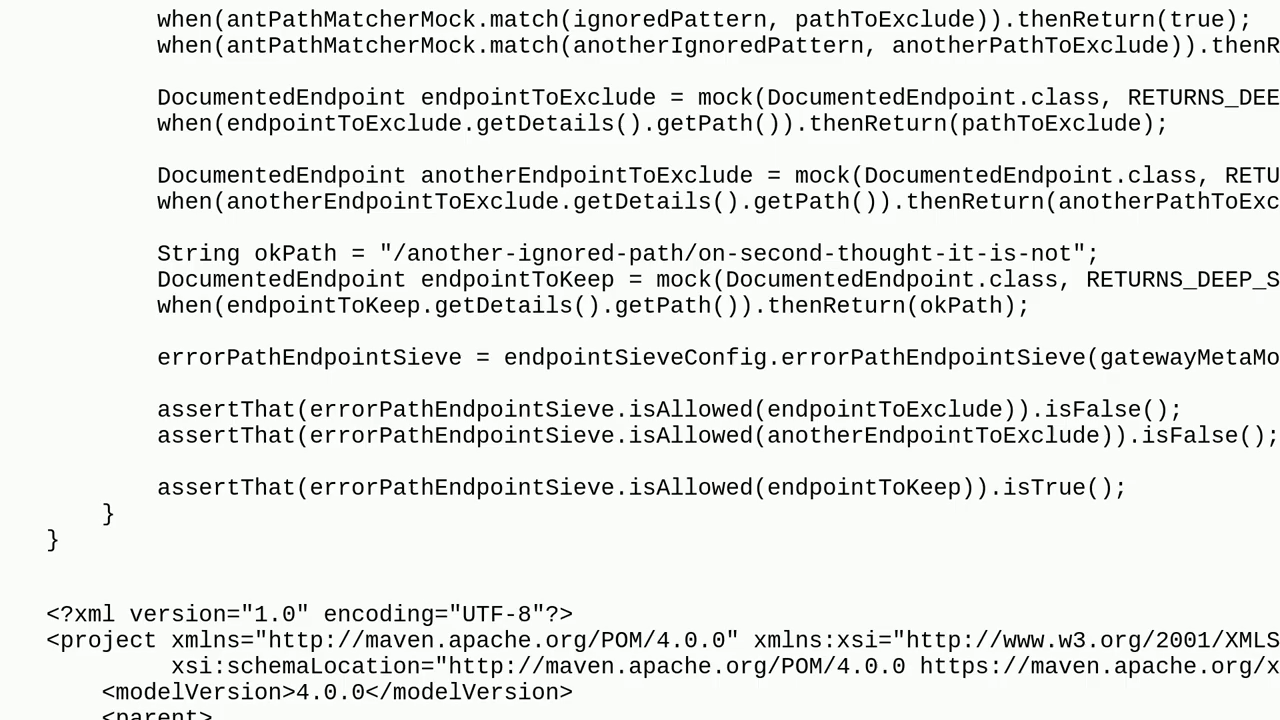 when(antPathMatcherMock.match(ignoredPattern, pathToExclude)).thenReturn(true);
when(antPathMatcherMock.match(anotherIgnoredPattern, anotherPathToExclude)).thenR
DocumentedEndpoint endpointToExclude = mock(DocumentedEndpoint.class, RETURNS_DEE
when(endpointToExclude.getDetails().getPath()).thenReturn(pathToExclude);
DocumentedEndpoint anotherEndpointToExclude = mock(DocumentedEndpoint.class, RETU
when(anotherEndpointToExclude.getDetails().getPath()).thenReturn(anotherPathToExc
String okPath = "/another-ignored-path/on-second-thought-it-is-not";
DocumentedEndpoint endpointToKeep = mock(DocumentedEndpoint.class, RETURNS_DEEP_S
when(endpointToKeep.getDetails().getPath()).thenReturn(okPath);
errorPathEndpointSieve = endpointSieveConfig.errorPathEndpointSieve(gatewayMetaMo
assertThat(errorPathEndpointSieve.isAllowed(endpointToExclude)).isFalse();
assertThat(errorPathEndpointSieve.isAllowed(anotherEndpointToExclude)).isFalse();
assertThat(errorPathEndpointSieve.isAllowed(endpointToKeep)).isTrue();
}
}
<?xml version="1.0" encoding="UTF-8"?>
<project xmlns="http://maven.apache.org/POM/4.0.0" xmlns:xsi="http://www.w3.org/2001/XMLS
xsi:schemaLocation="http://maven.apache.org/POM/4.0.0 https://maven.apache.org/x
<modelVersion>4.0.0</modelVersion>
<parent>